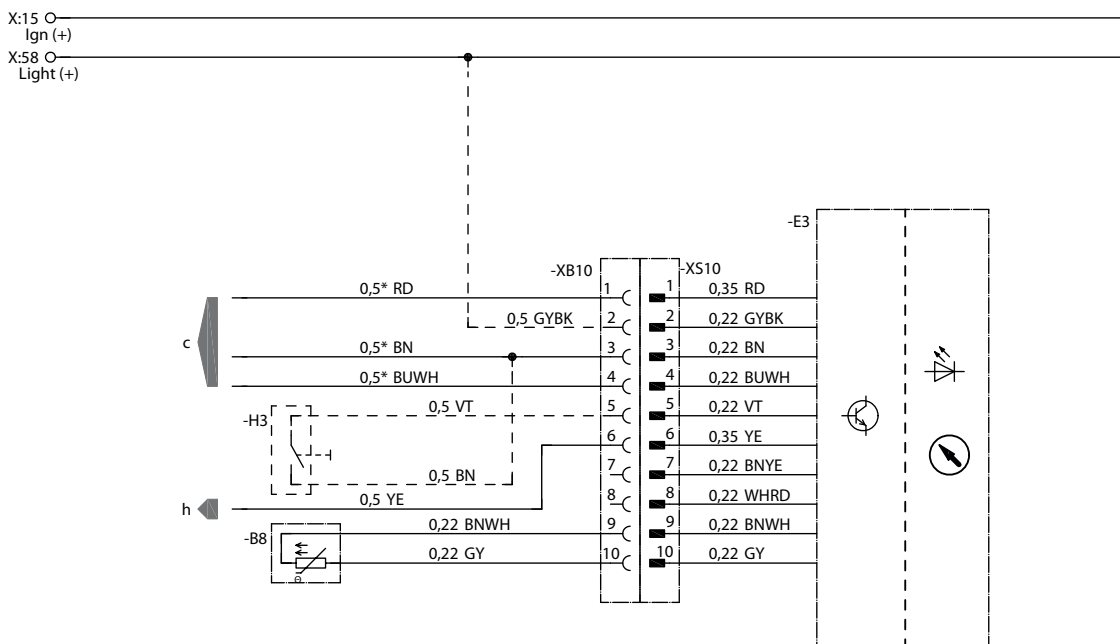 X:15
Ign (+)
X:58
Light (+)
-E3
-XB10
-XS10
0,5* RD 1 1 0,35 RD
0,5 GYBK 2 2 0,22 GYBK
c
0,5* BN 3 3 0,22 BN
0,5* BUWH 4 4 0,22 BUWH
0,5 VT 5 5 0,22 VT
-H3
6 6 0,35 YE
0,5 BN 7 7 0,22 BNYE
h
0,5 YE 8 8 0,22 WHRD
0,22 BNWH 9 9 0,22 BNWH
-B8
0,22 GY 10 10 0,22 GY
Θ